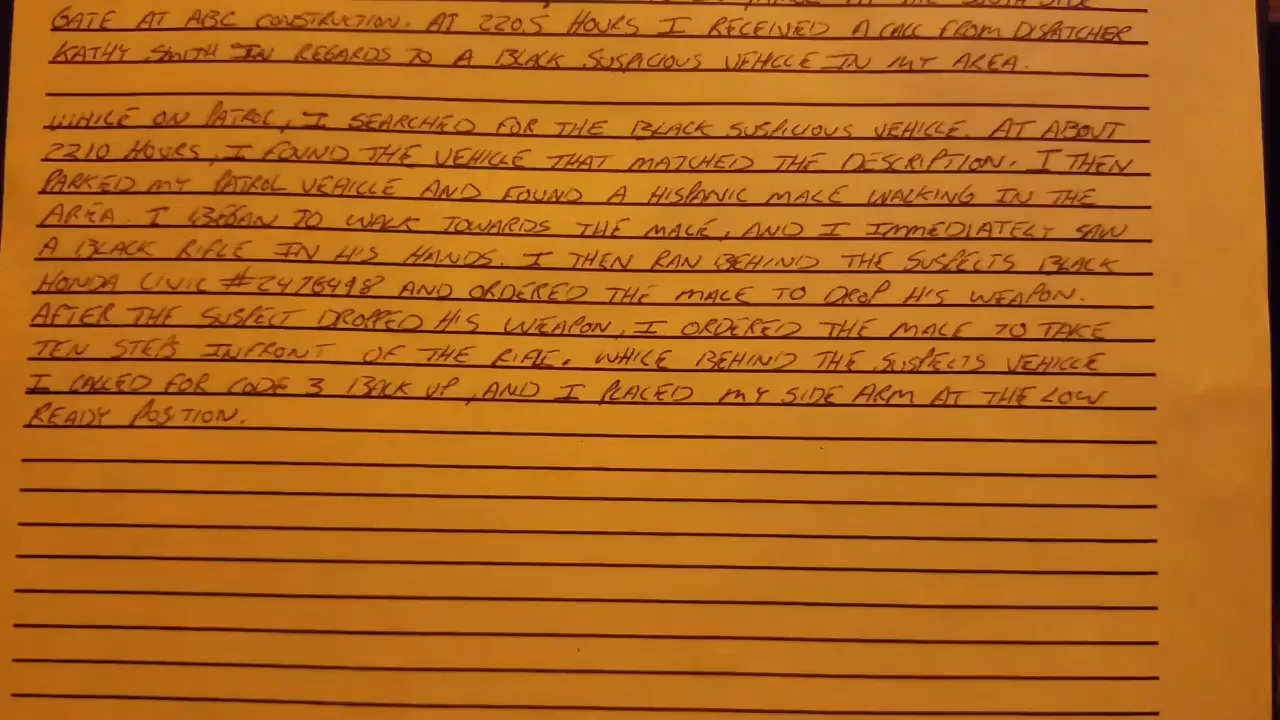 SOUTH SIDE
GATE AT ABC CONSTRUCTION. AT 2205 HOURS I RECEIVED A CALL FROM DISPATCHER
KATHY SMITH IN REGARDS TO A BLACK SUSPICIOUS VEHICLE IN MY AREA.
WHILE ON PATROL, I SEARCHED FOR THE BLACK SUSPICIOUS VEHICLE. AT ABOUT
2210 HOURS, I FOUND THE VEHICLE THAT MATCHED THE DESCRIPTION. I THEN
PARKED MY PATROL VEHICLE AND FOUND A HISPANIC MALE WALKING IN THE
AREA. I BEGAN TO WALK TOWARDS THE MALE, AND I IMMEDIATELY SAW
A BLACK RIFLE IN HIS HANDS. I THEN RAN BEHIND THE SUSPECTS BLACK
HONDA CIVIC #2476498 AND ORDERED THE MALE TO DROP HIS WEAPON.
AFTER THE SUSPECT DROPPED HIS WEAPON, I ORDERED THE MALE TO TAKE
TEN STEPS INFRONT OF THE RIFLE. WHILE BEHIND THE SUSPECTS VEHICLE
I CALLED FOR CODE 3 BACK UP, AND I PLACED MY SIDE ARM AT THE LOW
READY POSITION.